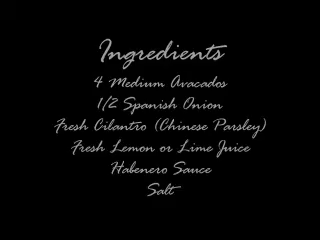 Ingredients
4 Medium Avacados
1/2 Spanish Onion
Fresh Cilantro (Chinese Parsley)
Fresh Lemon or Lime Juice
Habenero Sauce
Salt